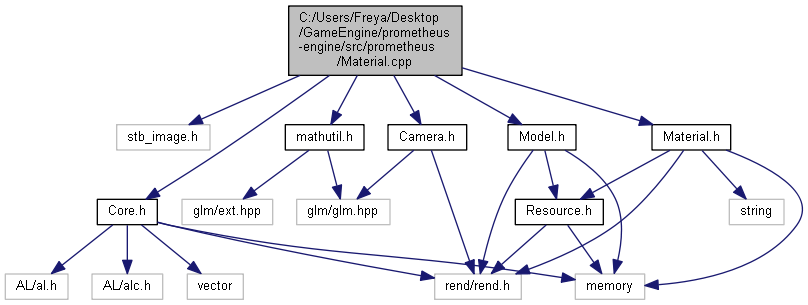 C:/Users/Freya/Desktop
/GameEngine/prometheus
-engine/src/prometheus
/Material.cpp
stb_image.h
mathutil.h
Camera.h
Model.h
Material.h
Core.h
glm/ext.hpp
glm/glm.hpp
Resource.h
string
AL/al.h
AL/alc.h
vector
rend/rend.h
memory